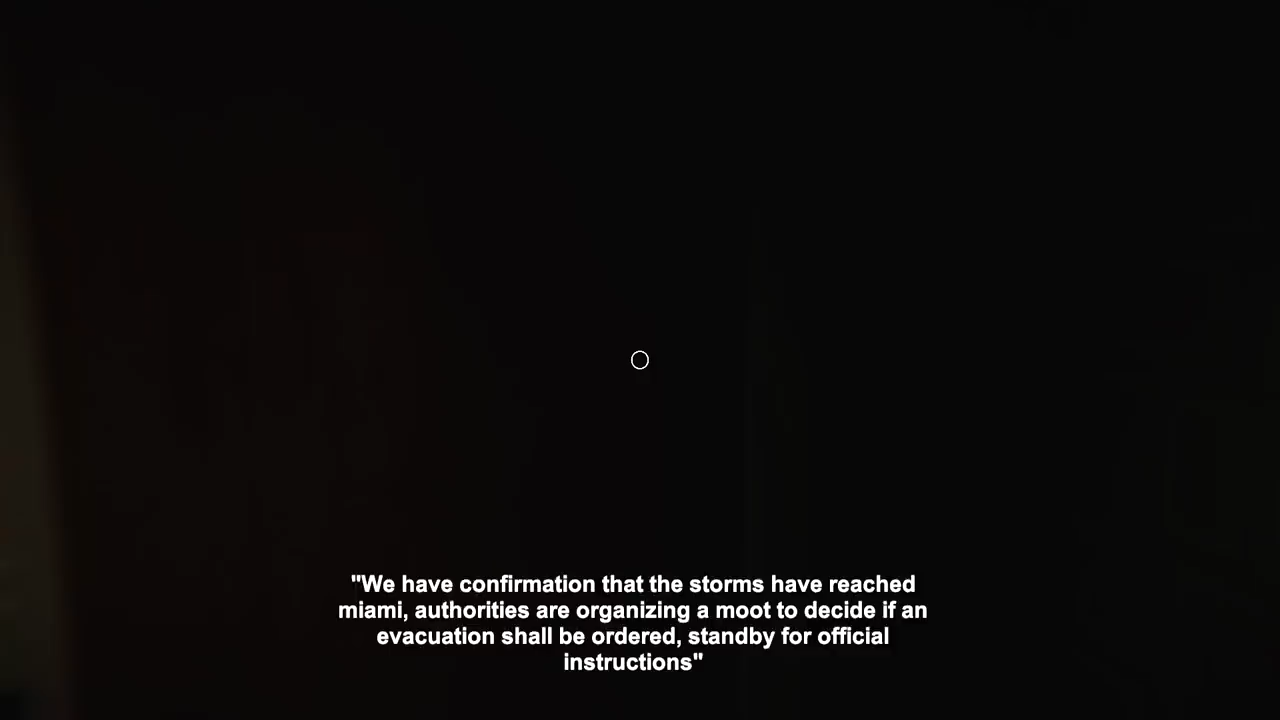 "We have confirmation that the storms have reached
miami, authorities are organizing a moot to decide if an
evacuation shall be ordered, standby for official
instructions"